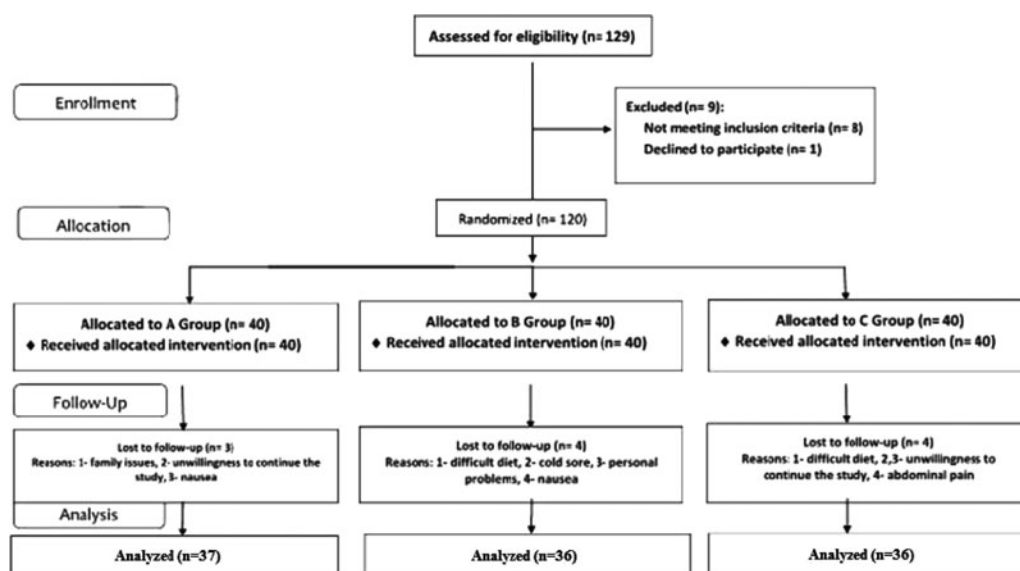 Assessed for eligibility (n= 129)
Enrollment
Excluded (n= 9):
Not meeting inclusion criteria (n= 8)
Declined to participate (n= 1)
Randomized (n= 120)
Allocation
Allocated to A Group (n= 40)
♦ Received allocated intervention (n= 40)
Allocated to B Group (n= 40)
♦ Received allocated intervention (n= 40)
Allocated to C Group (n= 40)
♦ Received allocated intervention (n= 40)
Follow-Up
Lost to follow-up (n= 3)
Reasons: 1- family issues, 2- unwillingness to continue the
study, 3- nausea
Lost to follow-up (n= 4)
Reasons: 1- difficult diet, 2- cold sore, 3- personal
problems, 4- nausea
Lost to follow-up (n= 4)
Reasons: 1- difficult diet, 2,3- unwillingness to
continue the study, 4- abdominal pain
Analysis
Analyzed (n=37)
Analyzed (n=36)
Analyzed (n=36)